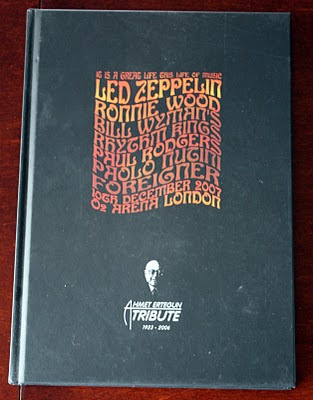 IT IS A GREAT LIFE THIS LIFE OF MUSIC
LED ZEPPELIN
RONNIE WOOD
BILL WYMAN'S
RHYTHM KINGS
PAUL RODGERS
PAOLO NUTINI
FOREIGNER
10TH DECEMBER 2007
O2 ARENA LONDON
AHMET ERTEGUN
TRIBUTE
1923 - 2006